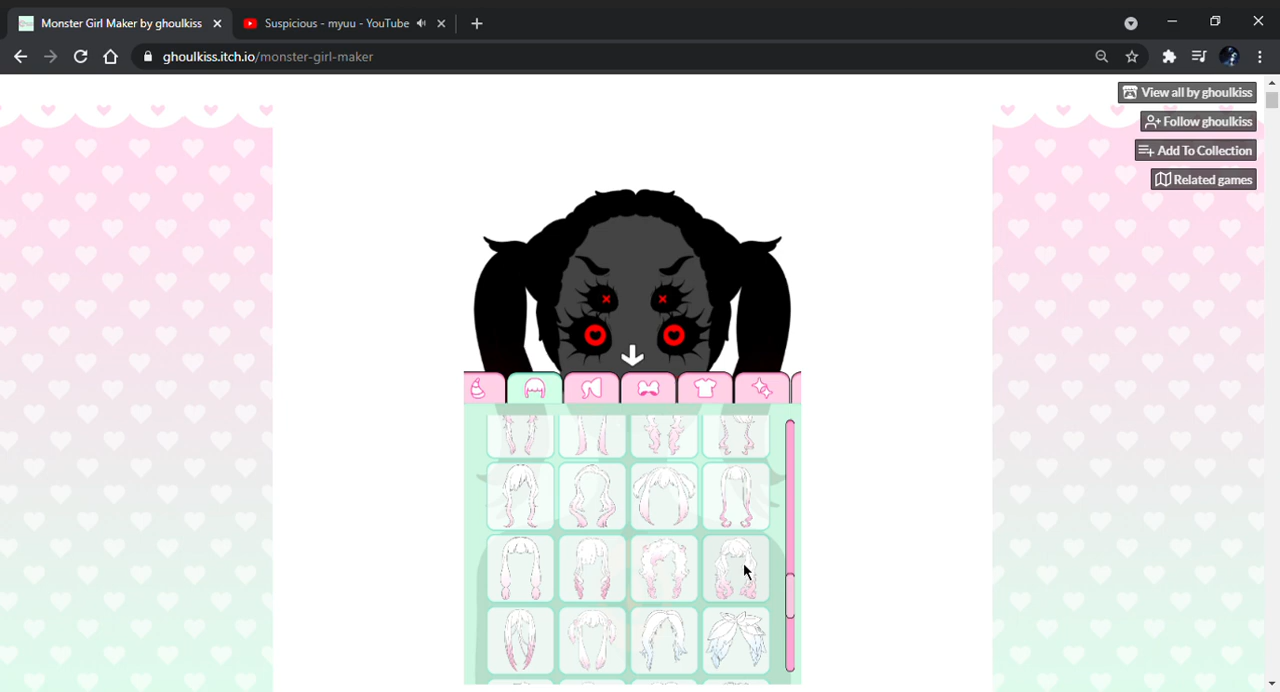 Monster Girl Maker by ghoulkiss
Suspicious - myuu - YouTube
ghoulkiss.itch.io/monster-girl-maker
View all by ghoulkiss
Follow ghoulkiss
Add To Collection
Related games